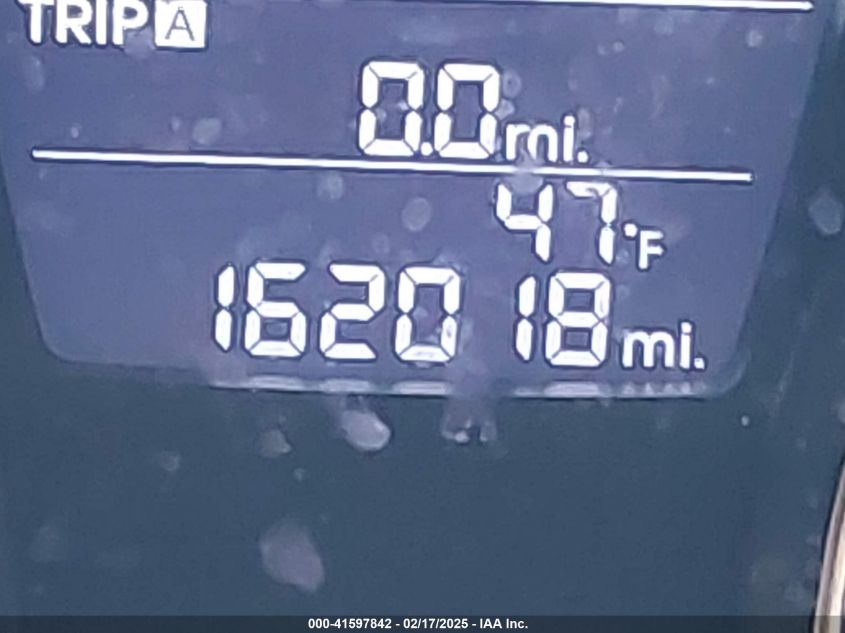 TRIP A
0.0 mi.
47°F
162018 mi.
000-41597842 - 02/17/2025 - IAA Inc.